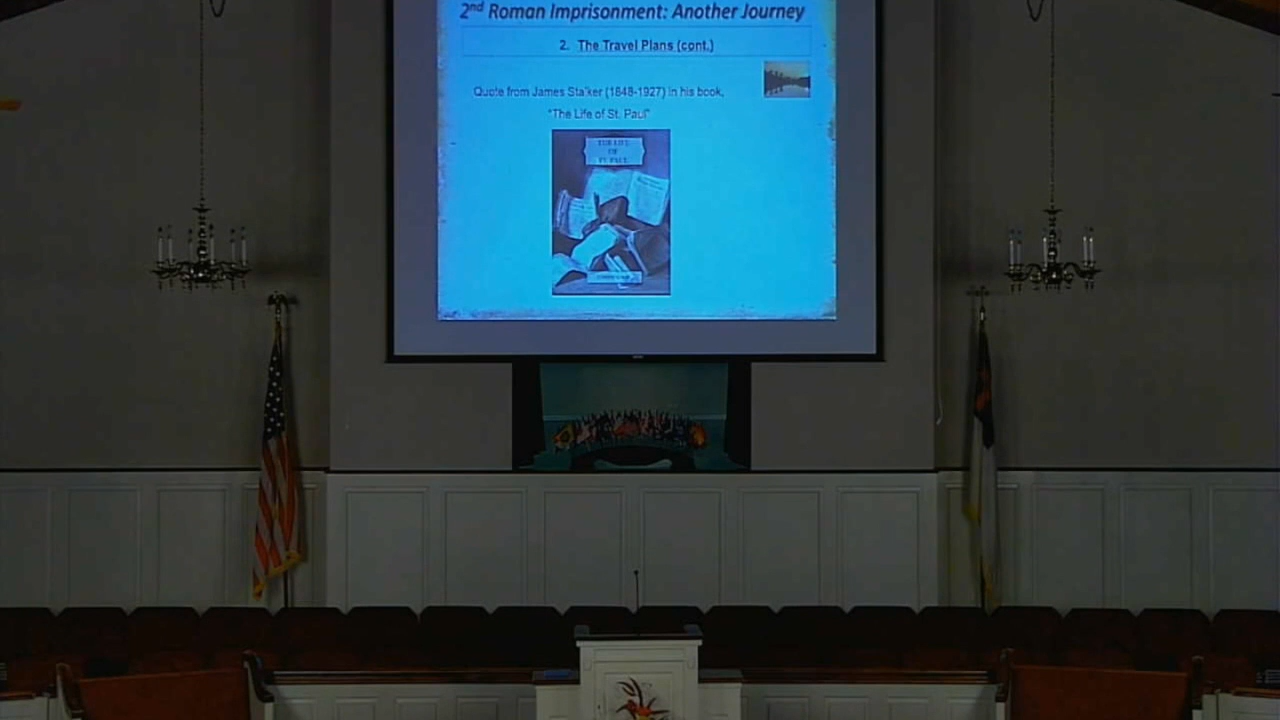 2nd Roman Imprisonment: Another Journey
2. The Travel Plans (cont.)
Quote from James Stalker (1848-1927) in his book,
"The Life of St. Paul"
THE LIFE
OF
ST. PAUL